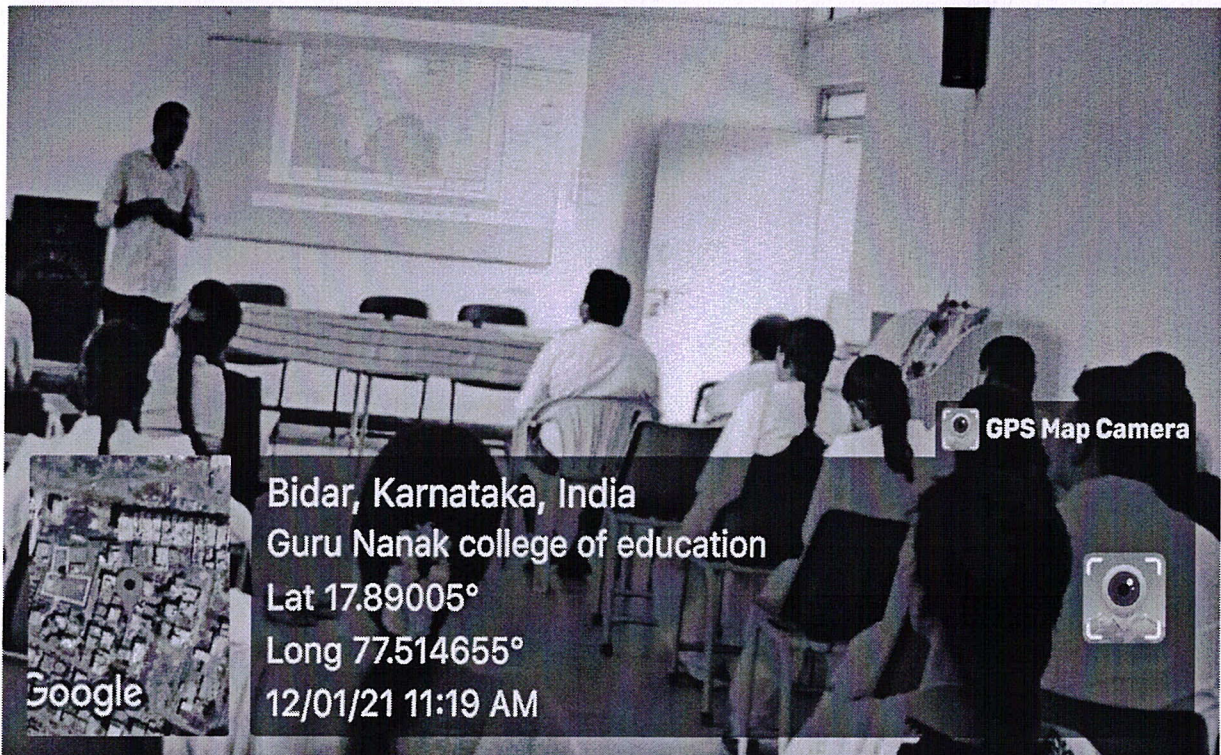 GPS Map Camera
Bidar, Karnataka, India
Guru Nanak college of education
Lat 17.89005°
Long 77.514655°
12/01/21 11:19 AM
Google